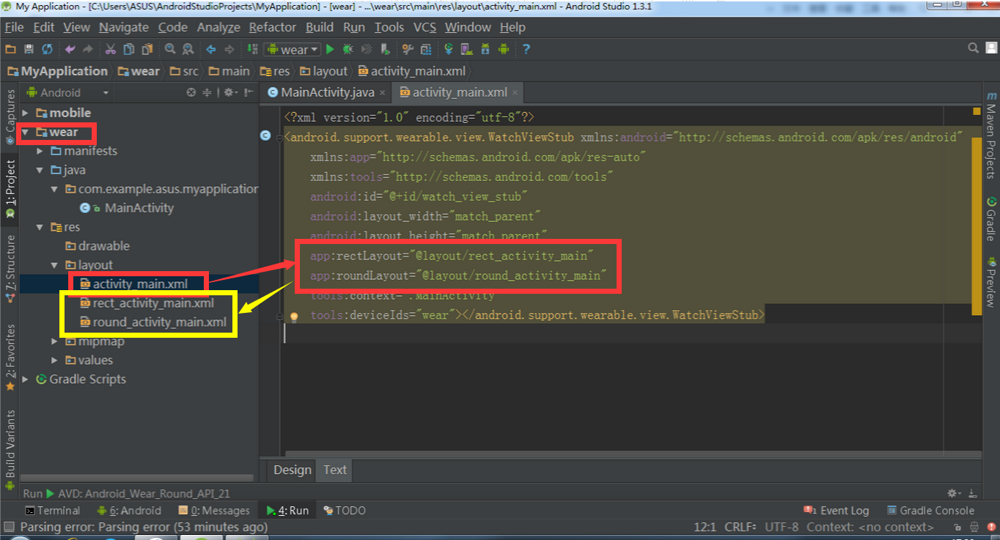 My Application - [C:\Users\ASUS\AndroidStudioProjects\MyApplication] - [wear] - ...\wear\src\main\res\layout\activity_main.xml - Android Studio 1.3.1
File Edit View Navigate Code Analyze Refactor Build Run Tools VCS Window Help
wear
MyApplication wear src main res layout activity_main.xml
Android
MainActivity.java activity_main.xml
Captures
1: Project
7: Structure
2: Favorites
Build Variants
mobile
wear
manifests
java
com.example.asus.myapplication
MainActivity
res
drawable
layout
activity_main.xml
rect_activity_main.xml
round_activity_main.xml
mipmap
values
Gradle Scripts
<?xml version="1.0" encoding="utf-8"?>
<android.support.wearable.view.WatchViewStub xmlns:android="http://schemas.android.com/apk/res/android"
xmlns:app="http://schemas.android.com/apk/res-auto"
xmlns:tools="http://schemas.android.com/tools"
android:id="@+id/watch_view_stub"
android:layout_width="match_parent"
android:layout_height="match_parent"
app:rectLayout="@layout/rect_activity_main"
app:roundLayout="@layout/round_activity_main"
tools:context=".MainActivity"
tools:deviceIds="wear"></android.support.wearable.view.WatchViewStub>
Maven Projects
Gradle
Preview
Design Text
Run AVD: Android_Wear_Round_API_21
Terminal 6: Android 0: Messages 4: Run TODO 1 Event Log Gradle Console
Parsing error: Parsing error (53 minutes ago) 12:1 CRLF UTF-8 Context: <no context>